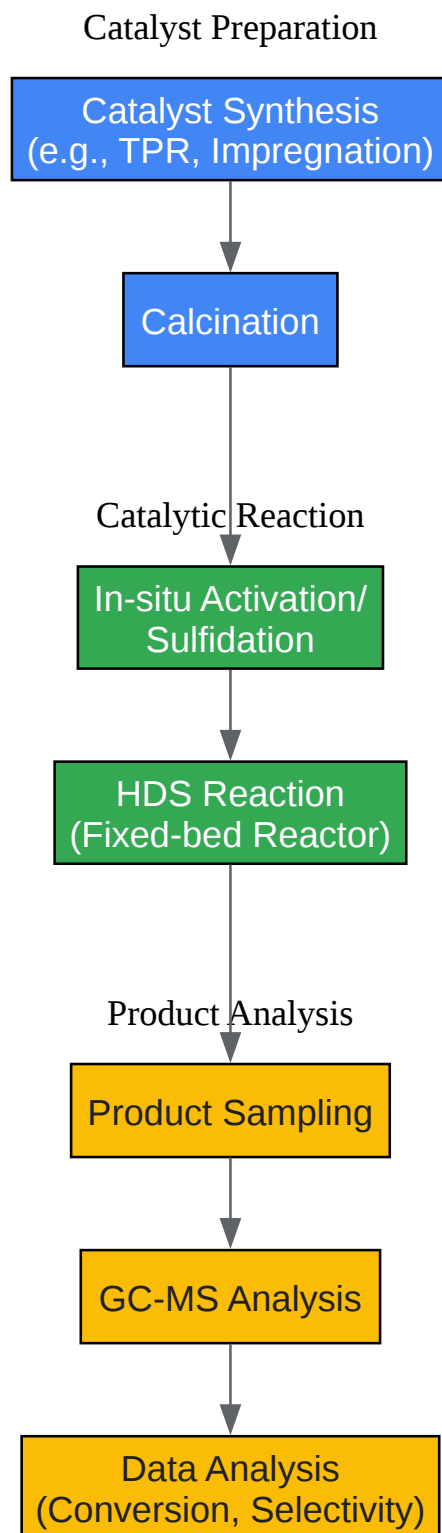 Catalyst Preparation
Catalyst Synthesis
(e.g., TPR, Impregnation)
Calcination
Catalytic Reaction
In-situ Activation/
Sulfidation
HDS Reaction
(Fixed-bed Reactor)
Product Analysis
Product Sampling
GC-MS Analysis
Data Analysis
(Conversion, Selectivity)